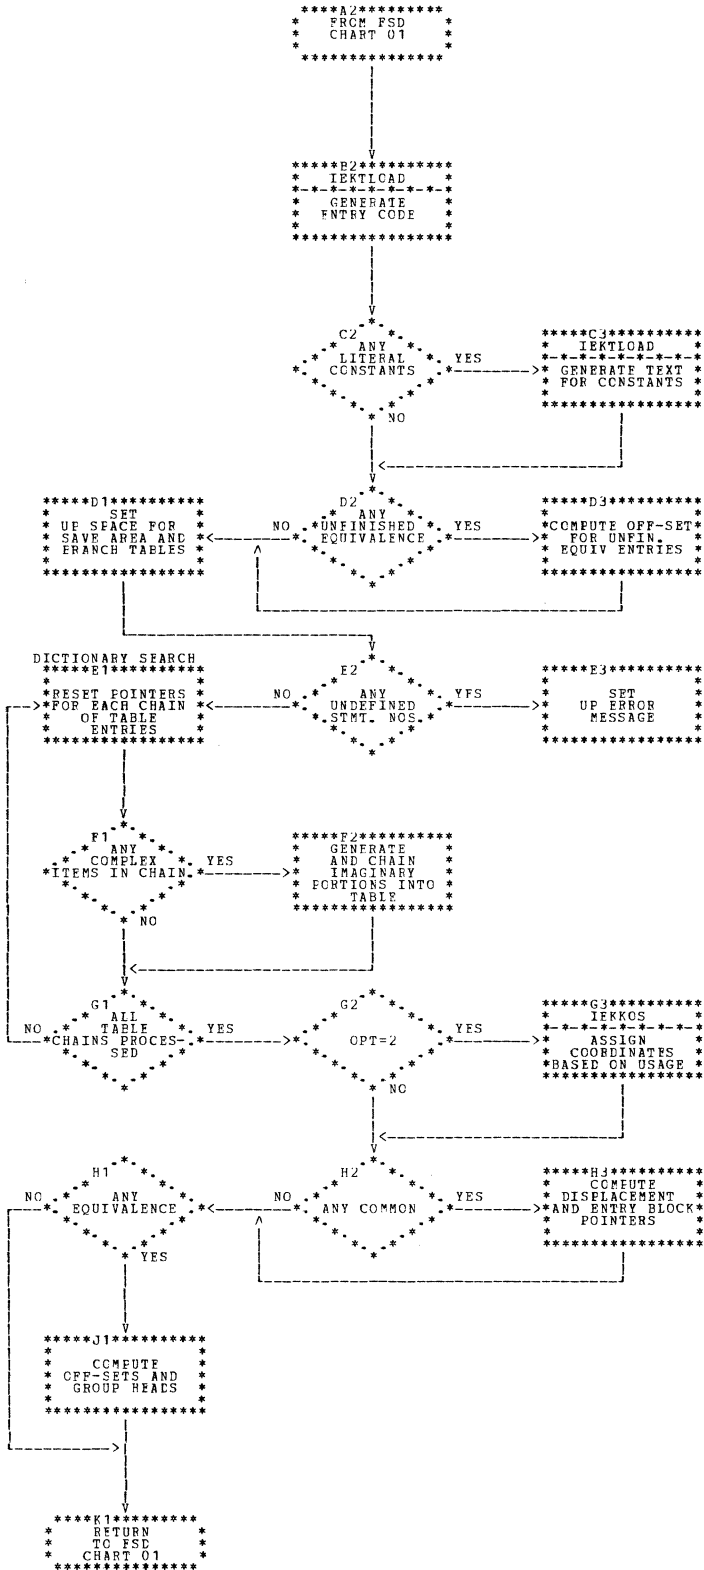 A2
FROM FSD
CHART 01
B2
IEKTLOAD
GENERATE
ENTRY CODE
C2
ANY
LITERAL
CONSTANTS
YES
NO
C3
IEKTLOAD
GENERATE TEXT
FOR CONSTANTS
D1
SET
UP SPACE FOR
SAVE AREA AND
BRANCH TABLES
NO
D2
ANY
UNFINISHED
EQUIVALENCE
YES
D3
COMPUTE OFF-SET
FOR UNFIN.
EQUIV ENTRIES
DICTIONARY SEARCH
E1
RESET POINTERS
FOR EACH CHAIN
OF TABLE
ENTRIES
NO
E2
ANY
UNDEFINED
STMT. NOS.
YES
E3
SET
UP ERROR
MESSAGE
F1
ANY
COMPLEX
ITEMS IN CHAIN
YES
NO
F2
GENERATE
AND CHAIN
IMAGINARY
PORTIONS INTO
TABLE
NO
G1
ALL
TABLE
CHAINS PROCES-
SED
YES
G2
OPT=2
YES
NO
G3
IEKKOS
ASSIGN
COORDINATES
BASED ON USAGE
NO
H1
ANY
EQUIVALENCE
YES
NO
H2
ANY COMMON
YES
H3
COMPUTE
DISPLACEMENT
AND ENTRY BLOCK
POINTERS
J1
COMPUTE
OFF-SETS AND
GROUP HEADS
K1
RETURN
TO FSD
CHART 01